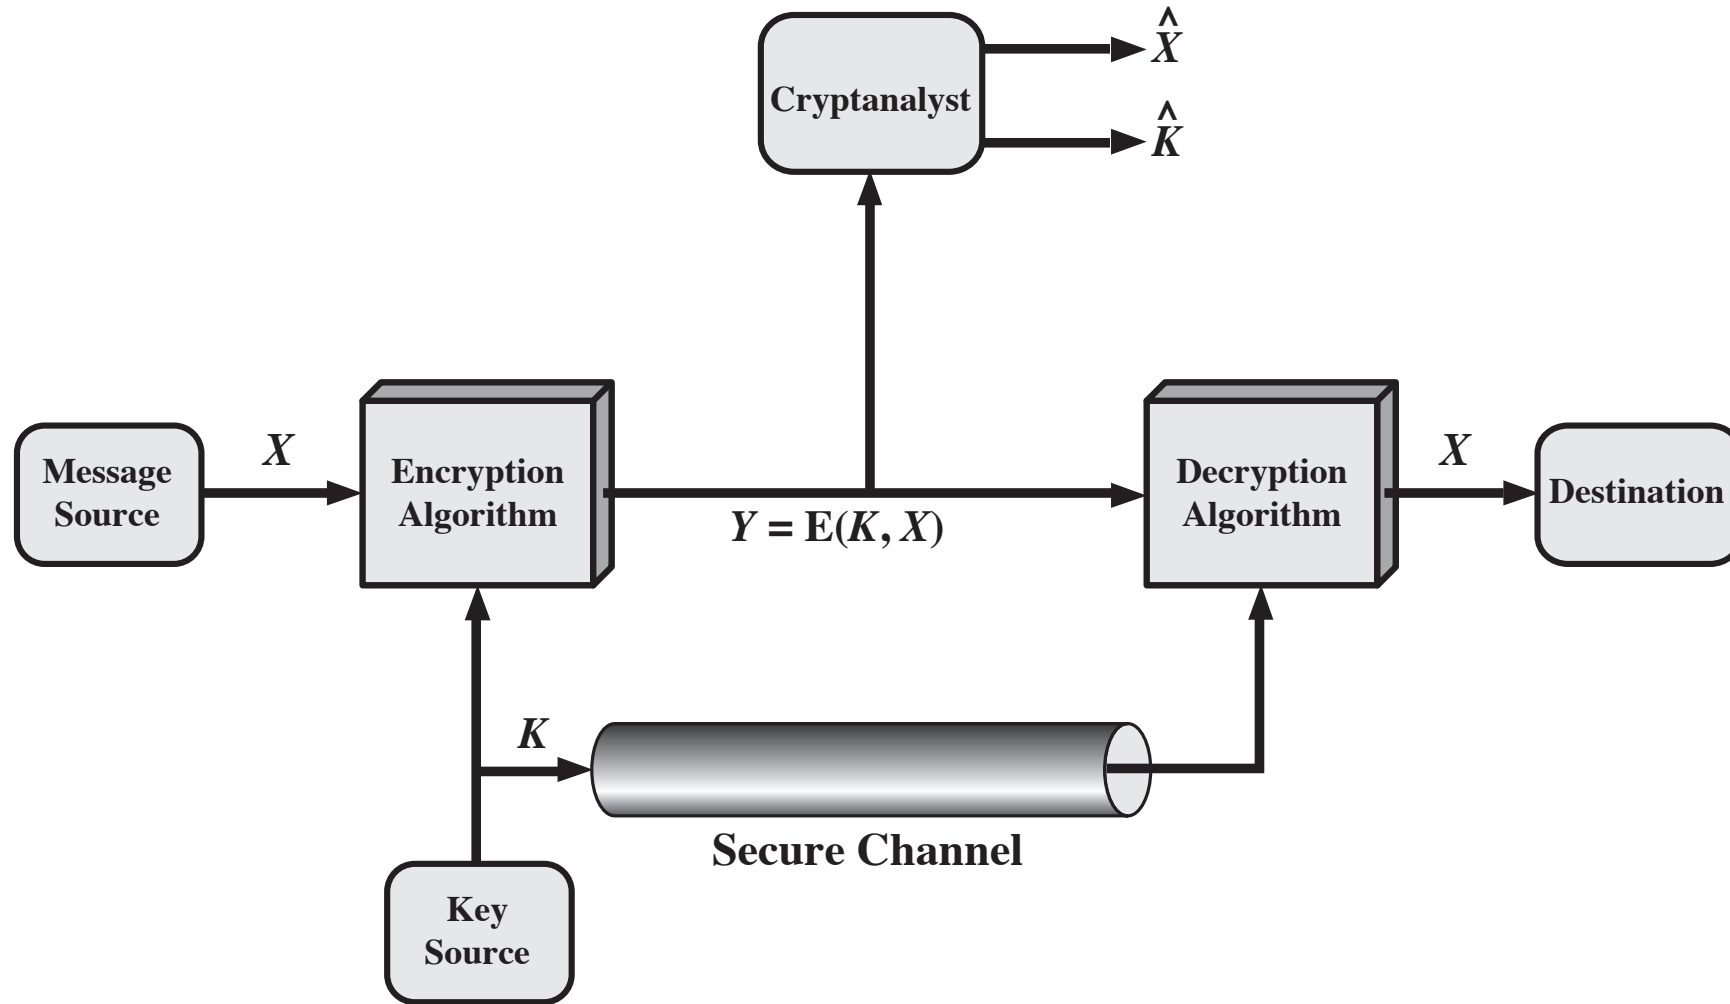 X̂
Cryptanalyst
K̂
Message
Source
X
Encryption
Algorithm
Y = E(K, X)
Decryption
Algorithm
X
Destination
K
Secure Channel
Key
Source